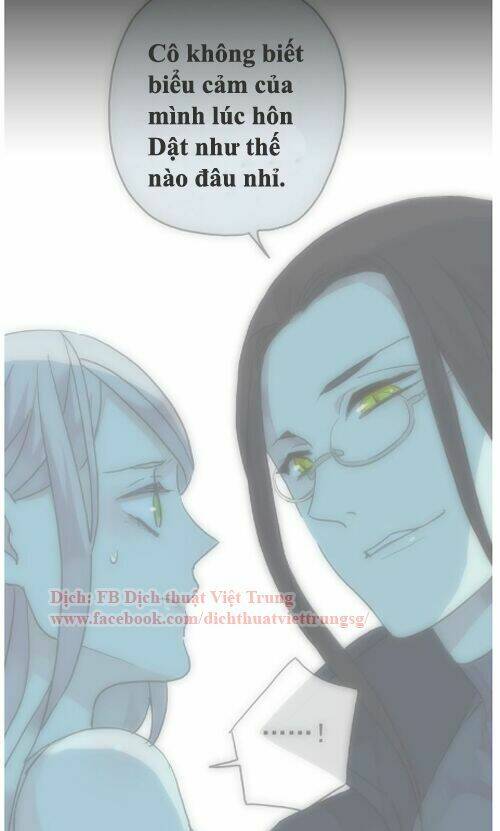 Cô không biết
biểu cảm của
mình lúc hôn
Dật như thế
nào đâu nhỉ.
Dịch: FB Dịch thuật Việt Trung
www.facebook.com/dichthuatviettrungsg/
......!